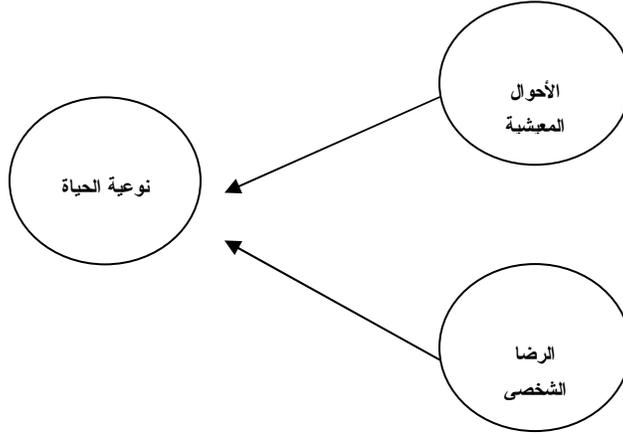 الأحوال
المعيشية
نوعية الحياة
الرضا
الشخصى